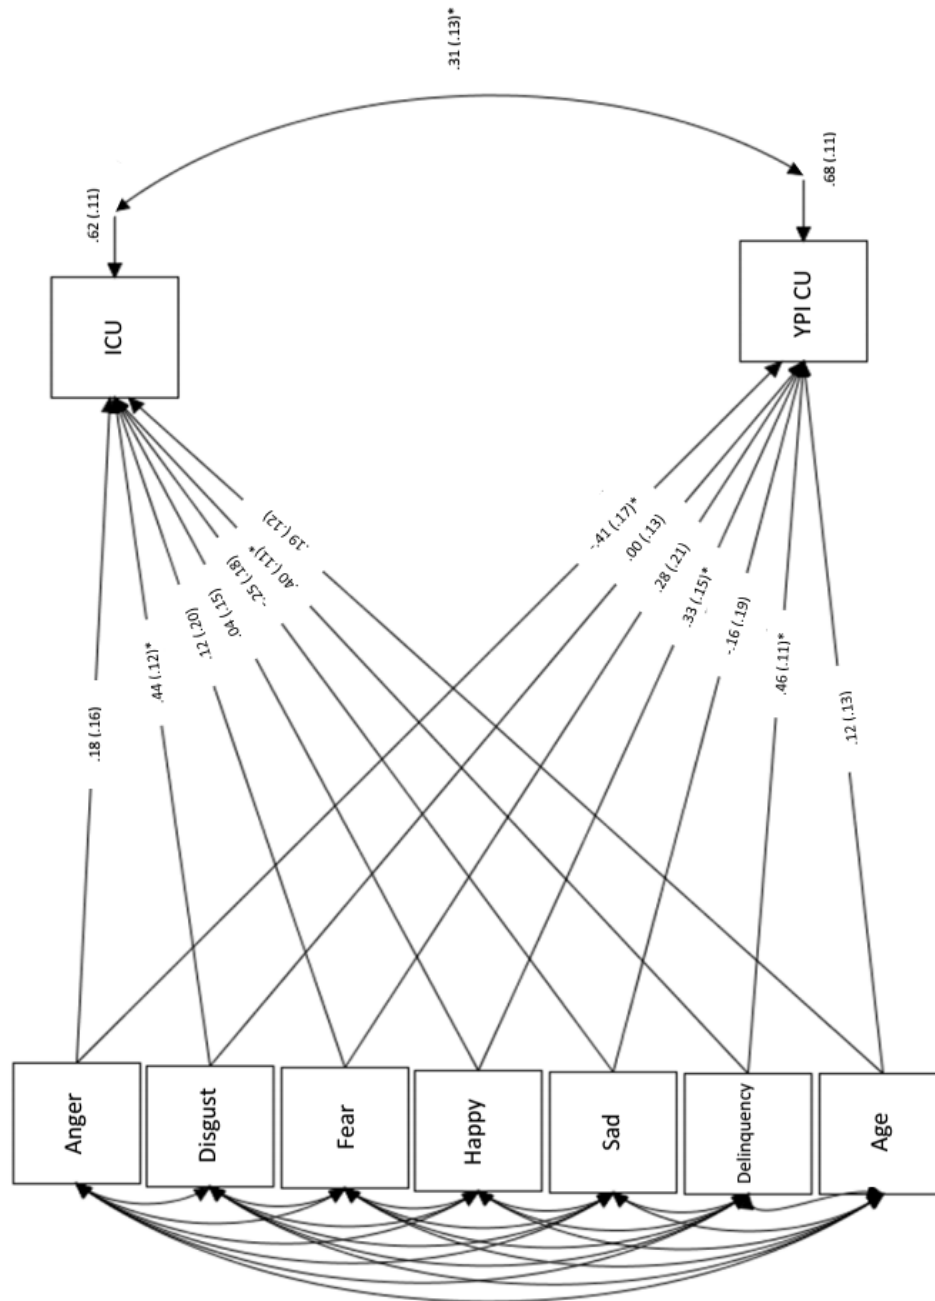 .31 (.13)*
.62 (.11)
.68 (.11)
ICU
YPI CU
.18 (.16)
.44 (.12)*
.12 (.20)
.04 (.15)
-.25 (.18)
.40 (.11)*
.19 (.12)
-.41 (.17)*
.00 (.13)
.28 (.21)
.33 (.15)*
-.16 (.19)
.46 (.11)*
.12 (.13)
Anger
Disgust
Fear
Happy
Sad
Delinquency
Age